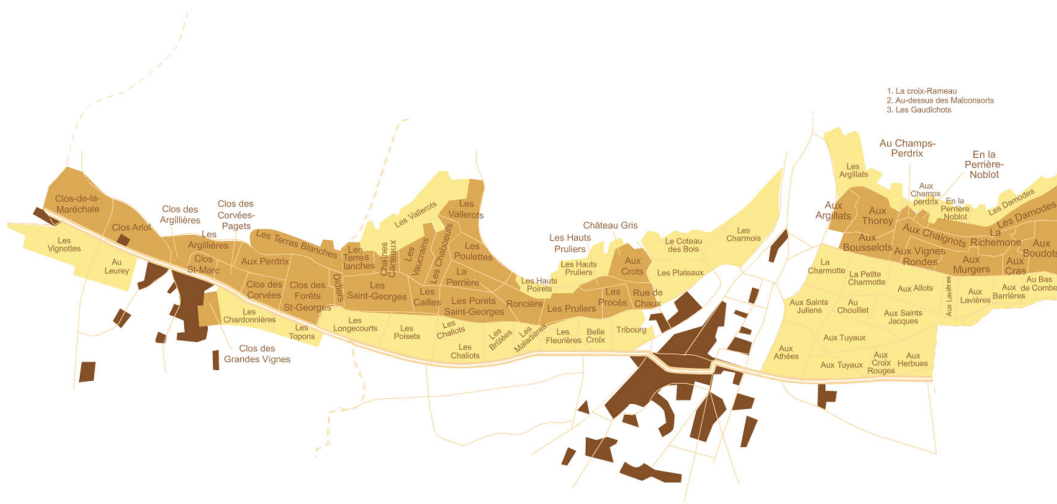 1. La croix-Rameau
2. Au-dessus des Malconsorts
3. Les Gaudichots
Au Champs-
Perdrix
En la
Perrière-
Noblot
Les
Argillats
Aux
Champs
perdrix
En la
Perrière
Noblot
Les Damodes
Les Damodes
Aux
Argillats
Aux
Thorey
Aux Chaignots
La
Richemone
Aux
Boudots
Aux
Bousselots
Aux Vignes
Rondes
Aux
Murgers
Aux
Cras
La
Charmotte
La Petite
Charmotte
Aux Allots
Aux Lavières
Aux
Lavières
Aux
Barrières
Au Bas
de Combe
Aux Saints
Juliens
Au
Chouillet
Aux Saints
Jacques
Aux Tuyaux
Aux
Athées
Aux Tuyaux
Aux
Croix
Rouges
Aux
Herbues
Clos-de-la-
Maréchale
Clos Arlot
Clos des
Argillières
Clos des
Corvées-
Pagets
Les
Argillières
Les Terres Blanches
Clos
St-Marc
Aux Perdrix
Clos des
Corvées
Clos des
Forêts
St-Georges
Didiers
Les
Terres
lanches
Chaînes
Carteaux
Les Vallerots
Les
Vallerots
Les
Vaucrains
Les Chaboeufs
Les
Poulettes
La
Perrière
Les
Saint-Georges
Les
Cailles
Les Porets
Saint-Georges
Roncière
Les Hauts
Poirets
Les Hauts
Pruliers
Château Gris
Les Hauts
Pruliers
Aux
Crots
Les Pruliers
Les
Procès
Rue de
Chaux
Le Coteau
des Bois
Les
Charmois
Les Plateaux
Les
Vignottes
Au
Leurey
Les
Chardonnières
Clos des
Grandes Vignes
Les
Topons
Les
Longecourts
Les
Poisets
Les
Chaliots
Les
Chaliots
Les
Brûlées
Les
Maladières
Les
Fleurières
Belle
Croix
Tribourg